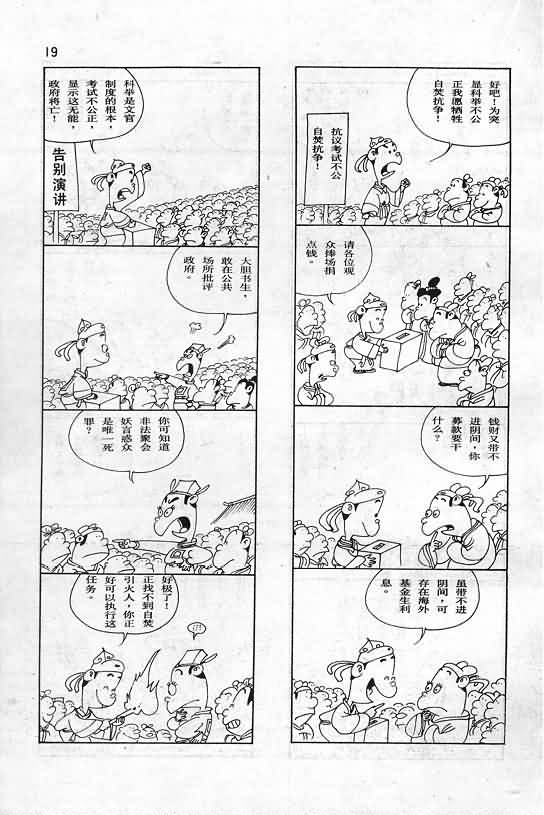 19
好吧！为突
显科举不公
正我愿牺牲
自焚抗争！
抗议考试不公
自焚抗争！
请各位观
众捧场捐
点钱。
钱财又带不
进阴间，你
募款要干
什么？
虽带不进
阴间，可
存在海外
基金生利
息。
科举是文官
制度的根本，
考试不公正，
显示这无能，
政府将亡！
告别演讲
大胆书生，
敢在公共
场所批评
政府。
你可知道
非法聚会
妖言惑众
是唯一死
罪？
好极了！
正找不到自焚
引火人，你正
好可以执行这
任务。
!!!